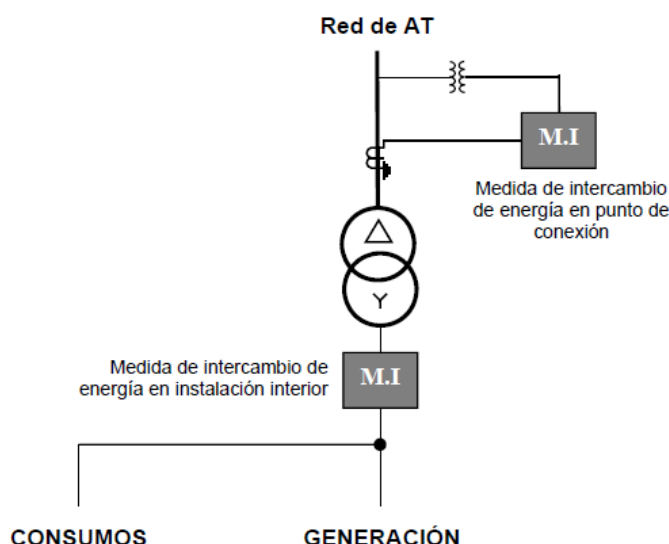 Red de AT
M.I
Medida de intercambio
de energía en punto de
conexión
Y
Medida de intercambio de
energía en instalación interior
M.I
CONSUMOS
GENERACIÓN